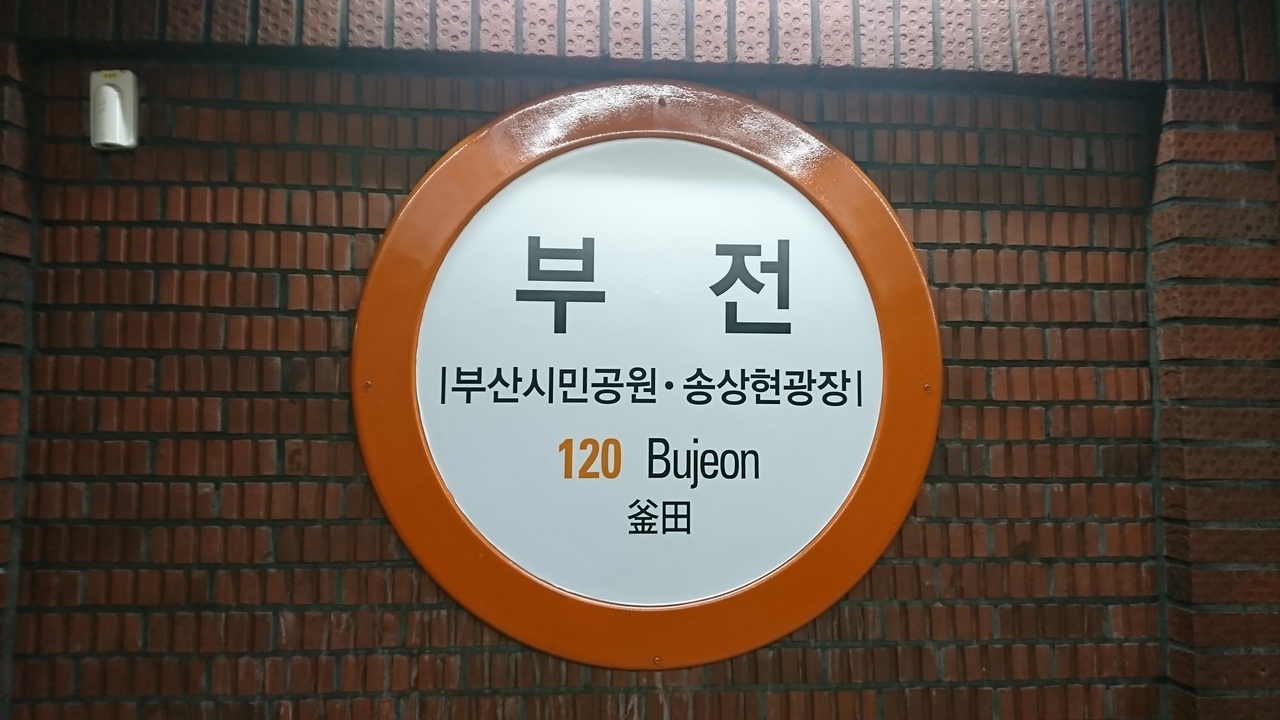 부 전
|부산시민공원·송상현광장|
120 Bujeon
釜田